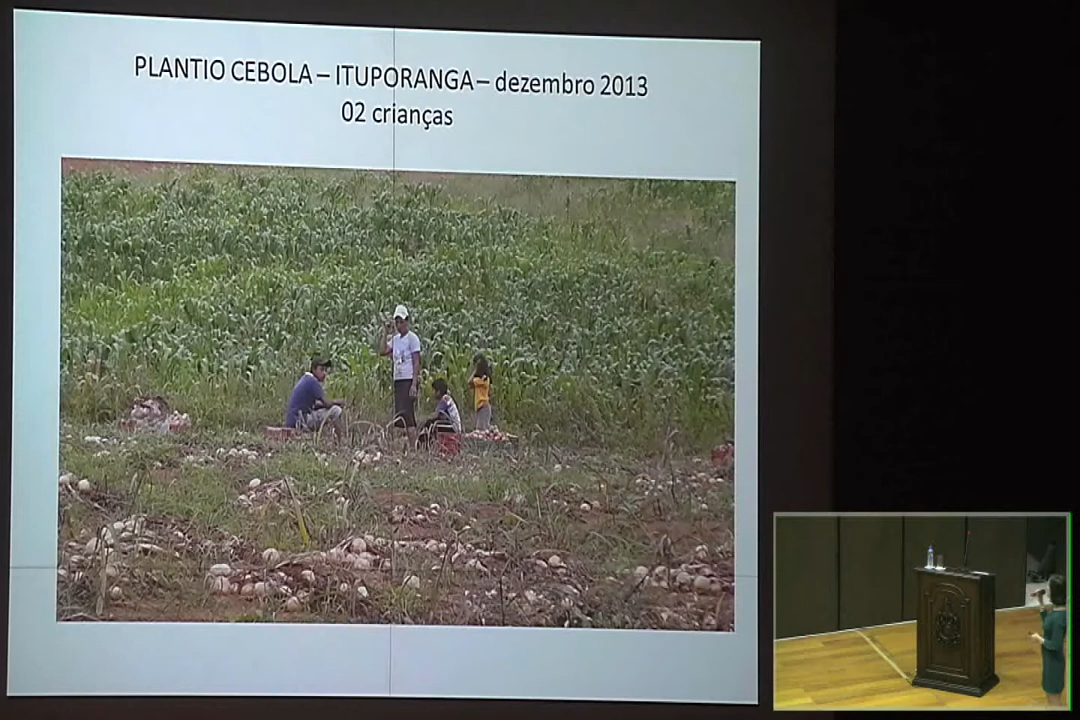 PLANTIO CEBOLA – ITUPORANGA – dezembro 2013
02 crianças